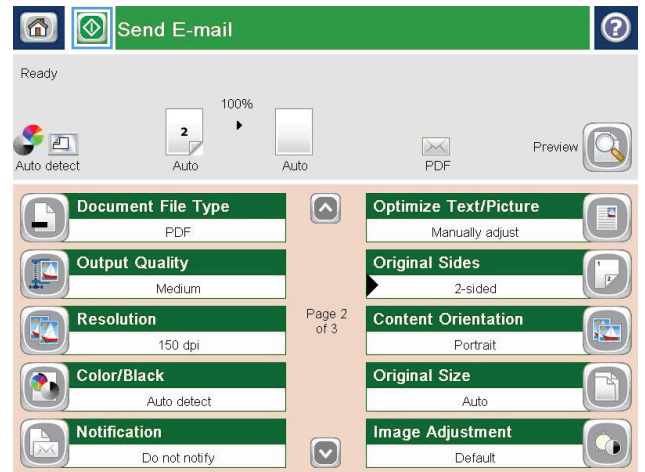 Send E-mail
?
Ready
100%
2
Auto detect
Auto
Auto
PDF
Preview
Document File Type
PDF
Output Quality
Medium
Resolution
150 dpi
Color/Black
Auto detect
Notification
Do not notify
Page 2
of 3
Optimize Text/Picture
Manually adjust
Original Sides
2-sided
1
2
Content Orientation
Portrait
Original Size
Auto
Image Adjustment
Default